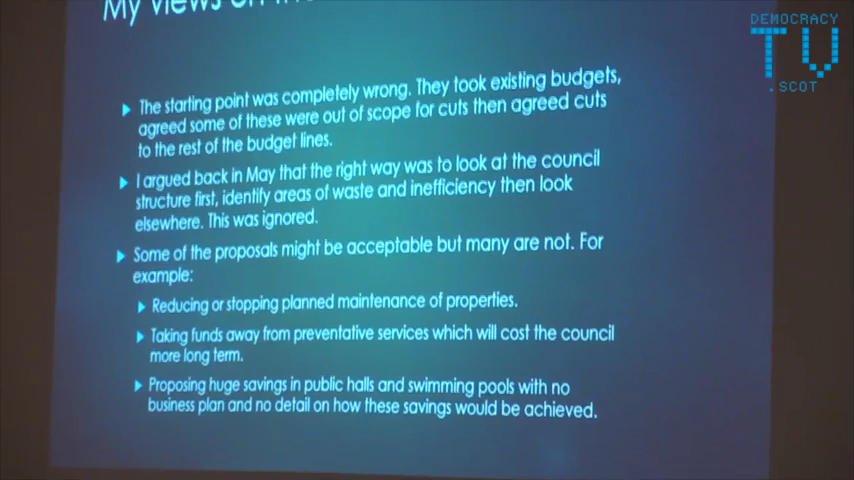 My views on the
DEMOCRACY
TV
.SCOT
The starting point was completely wrong. They took existing budgets,
agreed some of these were out of scope for cuts then agreed cuts
to the rest of the budget lines.
I argued back in May that the right way was to look at the council
structure first, identify areas of waste and inefficiency then look
elsewhere. This was ignored.
Some of the proposals might be acceptable but many are not. For
example:
Reducing or stopping planned maintenance of properties.
Taking funds away from preventative services which will cost the council
more long term.
Proposing huge savings in public halls and swimming pools with no
business plan and no detail on how these savings would be achieved.